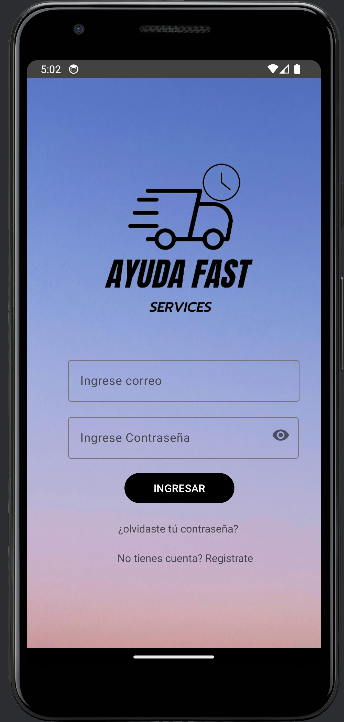 5:02
AYUDA FAST
SERVICES
Ingrese correo
Ingrese Contraseña
INGRESAR
¿olvidaste tú contraseña?
No tienes cuenta? Registrate